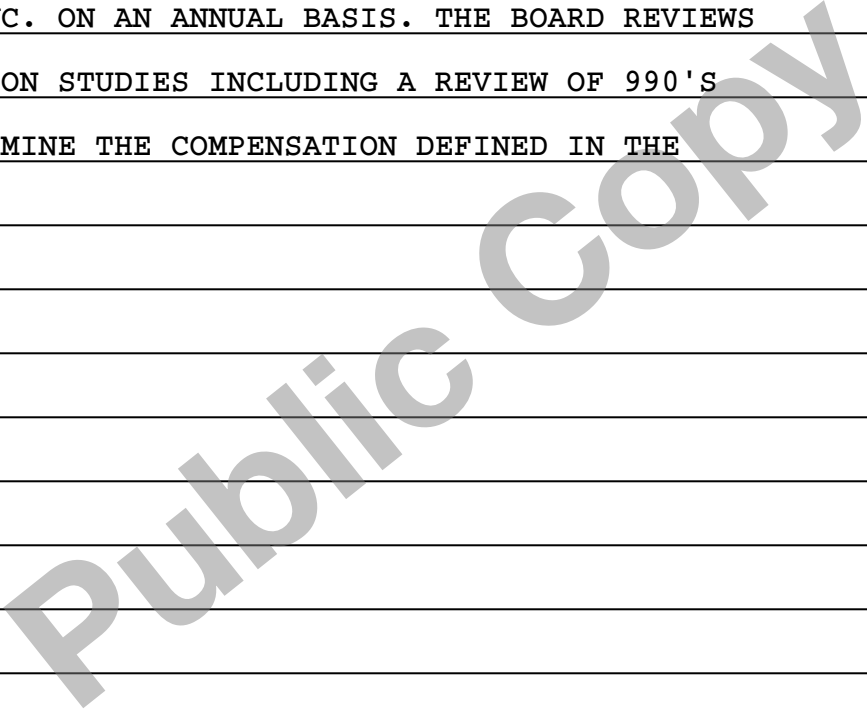 C. ON AN ANNUAL BASIS. THE BOARD REVIEWS
ON STUDIES INCLUDING A REVIEW OF 990'S
MINE THE COMPENSATION DEFINED IN THE
Public Copy